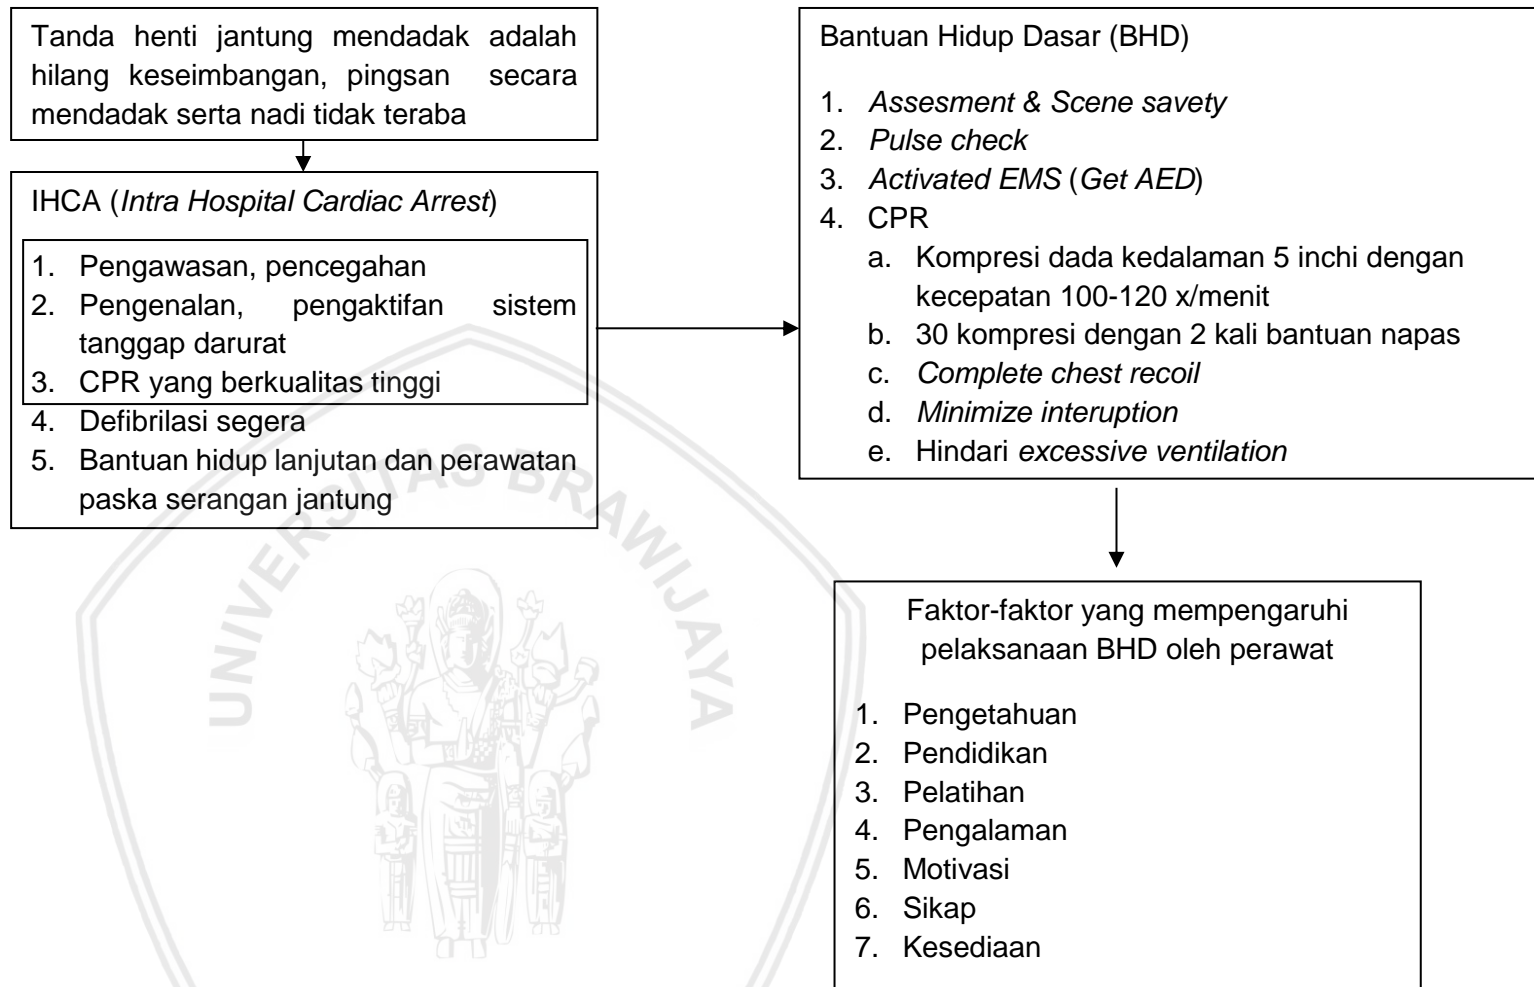 Tanda henti jantung mendadak adalah
hilang keseimbangan, pingsan secara
mendadak serta nadi tidak teraba
IHCA (Intra Hospital Cardiac Arrest)
1. Pengawasan, pencegahan
2. Pengenalan, pengaktifan sistem
tanggap darurat
3. CPR yang berkualitas tinggi
4. Defibrilasi segera
5. Bantuan hidup lanjutan dan perawatan
paska serangan jantung
Bantuan Hidup Dasar (BHD)
1. Assesment & Scene savety
2. Pulse check
3. Activated EMS (Get AED)
4. CPR
a. Kompresi dada kedalaman 5 inchi dengan
kecepatan 100-120 x/menit
b. 30 kompresi dengan 2 kali bantuan napas
c. Complete chest recoil
d. Minimize interuption
e. Hindari excessive ventilation
Faktor-faktor yang mempengaruhi
pelaksanaan BHD oleh perawat
1. Pengetahuan
2. Pendidikan
3. Pelatihan
4. Pengalaman
5. Motivasi
6. Sikap
7. Kesediaan
UNIVERSITAS BRAWIJAYA